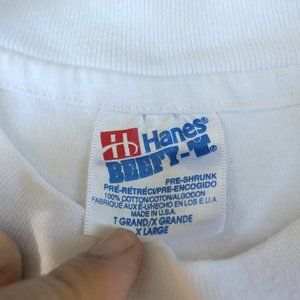 Hanes®
BEEFY-T®
PRE-SHRUNK
PRÉ-RÉTRÉCI/PRE-ENCOGIDO
100% COTTON/COTON/ALGODON
FABRIQUE AUX É-U/HECHO EN LOS E.U.
MADE IN U.S.A.
T GRAND/X GRANDE
X LARGE